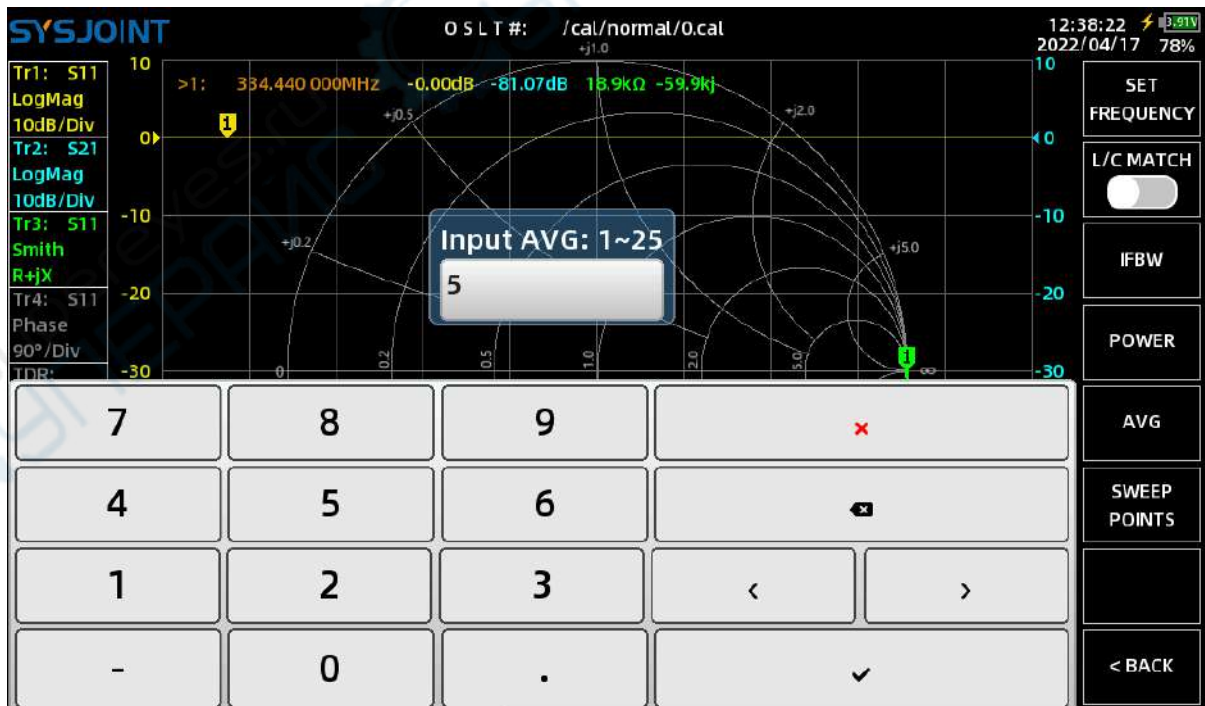 SYSJOINT
O S L T #: /cal/normal/0.cal
12:38:22 3.91V
2022/04/17 78%
Tr1: S11
LogMag
10dB/Div
Tr2: S21
LogMag
10dB/Div
Tr3: S11
Smith
R+jX
Tr4: S11
Phase
90°/Div
TDR:
10
0
-10
-20
-30
>1: 334.440 000MHz -0.00dB -81.07dB 18.9kΩ -59.9kj
1
+j1.0
+j0.5
+j2.0
+j0.2
+j5.0
0
0.2
0.5
1.0
2.0
5.0
1
∞
10
0
-10
-20
-30
Input AVG: 1~25
5
SET
FREQUENCY
L/C MATCH
IFBW
POWER
AVG
SWEEP
POINTS
< BACK
7 8 9 ×
4 5 6
1 2 3 < >
- 0 . ✓